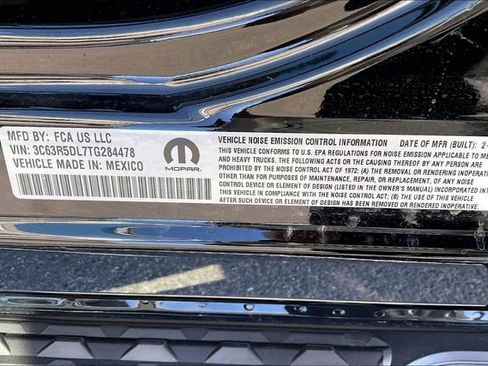 MFD BY: FCA US LLC
VIN: 3C63R5DL7TG284478
VEHICLE MADE IN: MEXICO
MOPAR
VEHICLE NOISE EMISSION CONTROL INFORMATION DATE OF MFR (BUILT): 2-
THIS VEHICLE CONFORMS TO U.S. EPA REGULATIONS FOR NOISE EMISSION APPLICABLE TO ME
AND HEAVY TRUCKS. THE FOLLOWING ACTS OR THE CAUSING THEREOF BY ANY PERSON
ARE PROHIBITED BY THE NOISE CONTROL ACT OF 1972: (A) THE REMOVAL OR RENDERING INOPERATI
OTHER THAN FOR PURPOSES OF MAINTENANCE, REPAIR, OR REPLACEMENT, OF ANY NOISE
CONTROL DEVICE OR ELEMENT OF DESIGN (LISTED IN THE OWNER'S MANUAL) INCORPORATED INT
THIS VEHICLE IN COMPLIANCE WITH THE NOISE CONTROL ACT; (B) THE USE OF THIS VEHICLE
AFTER SUCH DEVICE OR ELEMENT OF DESIGN HAS BEEN REMOVED OR RENDERED INOPERATIVE.